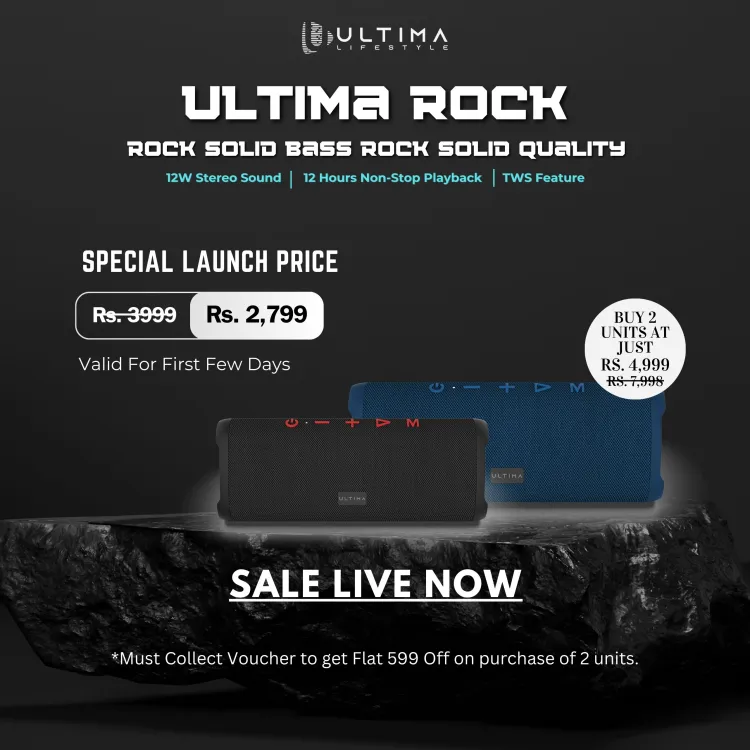 ULTIMA
LIFESTYLE
ULTIMA ROCK
ROCK SOLID BASS ROCK SOLID QUALITY
12W Stereo Sound | 12 Hours Non-Stop Playback | TWS Feature
SPECIAL LAUNCH PRICE
Rs. 3999 Rs. 2,799
Valid For First Few Days
BUY 2
UNITS AT
JUST
RS. 4,999
RS. 7,998
M
M
ULTIMA
ULTIMA
SALE LIVE NOW
*Must Collect Voucher to get Flat 599 Off on purchase of 2 units.